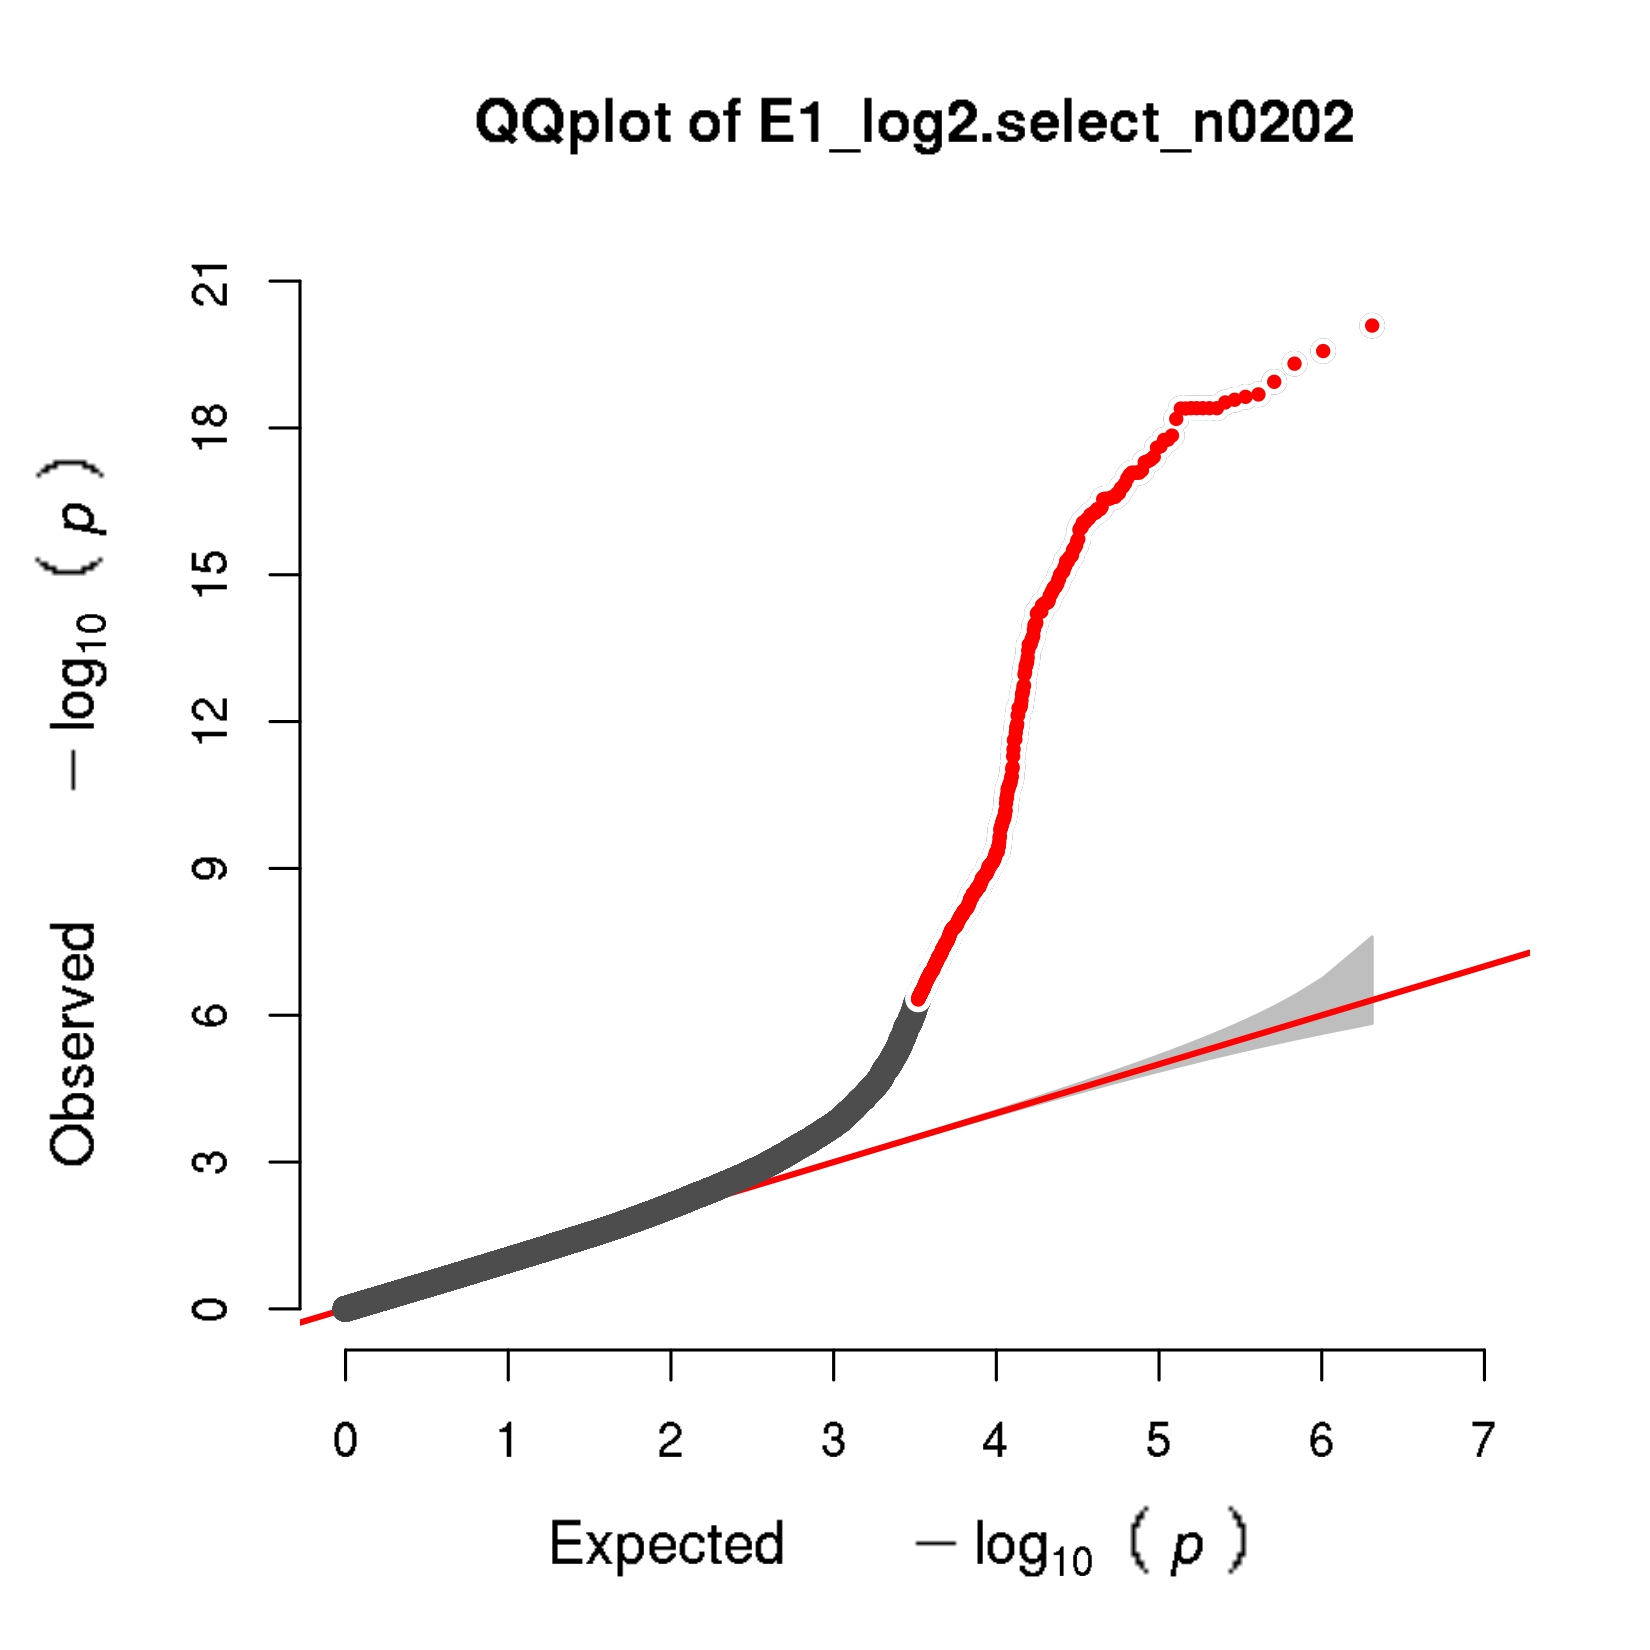 QQplot of E1_log2.select_n0202
Observed −log10 (p)
21
18
15
12
9
6
3
0
0 1 2 3 4 5 6 7
Expected −log10 (p)